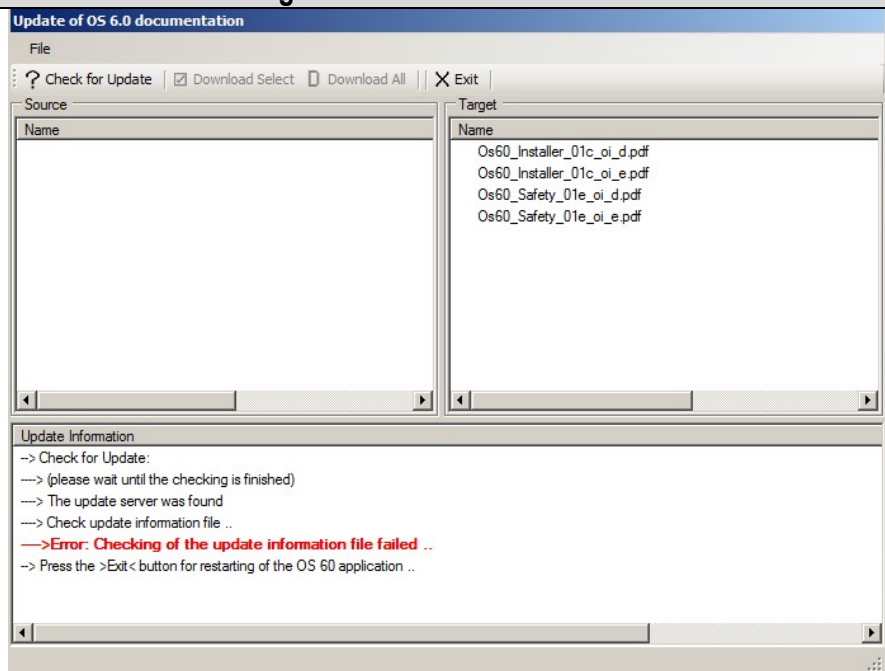 Update of OS 6.0 documentation
File
? Check for Update Download Select Download All X Exit
Source
Target
Name
Name
Os60_Installer_01c_oi_d.pdf
Os60_Installer_01c_oi_e.pdf
Os60_Safety_01e_oi_d.pdf
Os60_Safety_01e_oi_e.pdf
Update Information
--> Check for Update:
----> (please wait until the checking is finished)
----> The update server was found
----> Check update information file ..
---->Error: Checking of the update information file failed ..
--> Press the >Exit< button for restarting of the OS 60 application ..